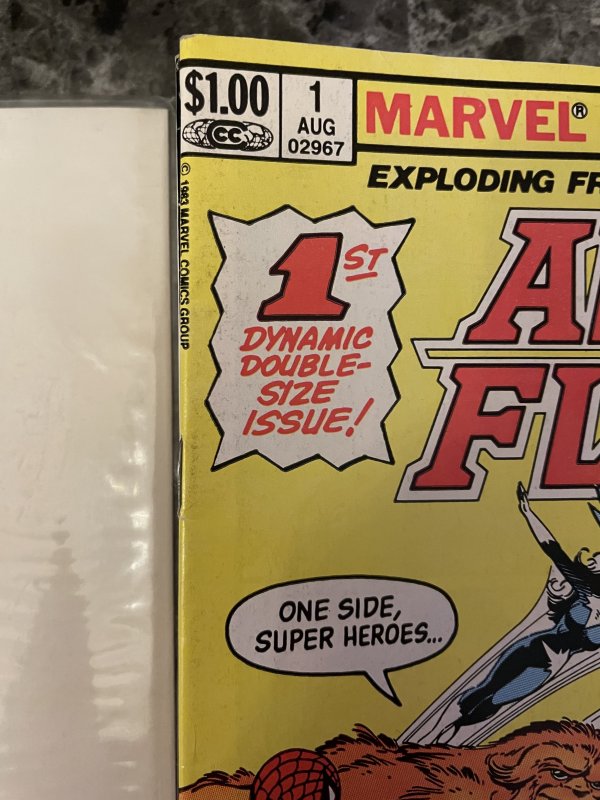 $1.00
CC
1
AUG
02967
MARVEL®
© 1983 MARVEL COMICS GROUP
EXPLODING FR
1ST
DYNAMIC
DOUBLE-
SIZE
ISSUE!
A
FL
ONE SIDE,
SUPER HEROES...